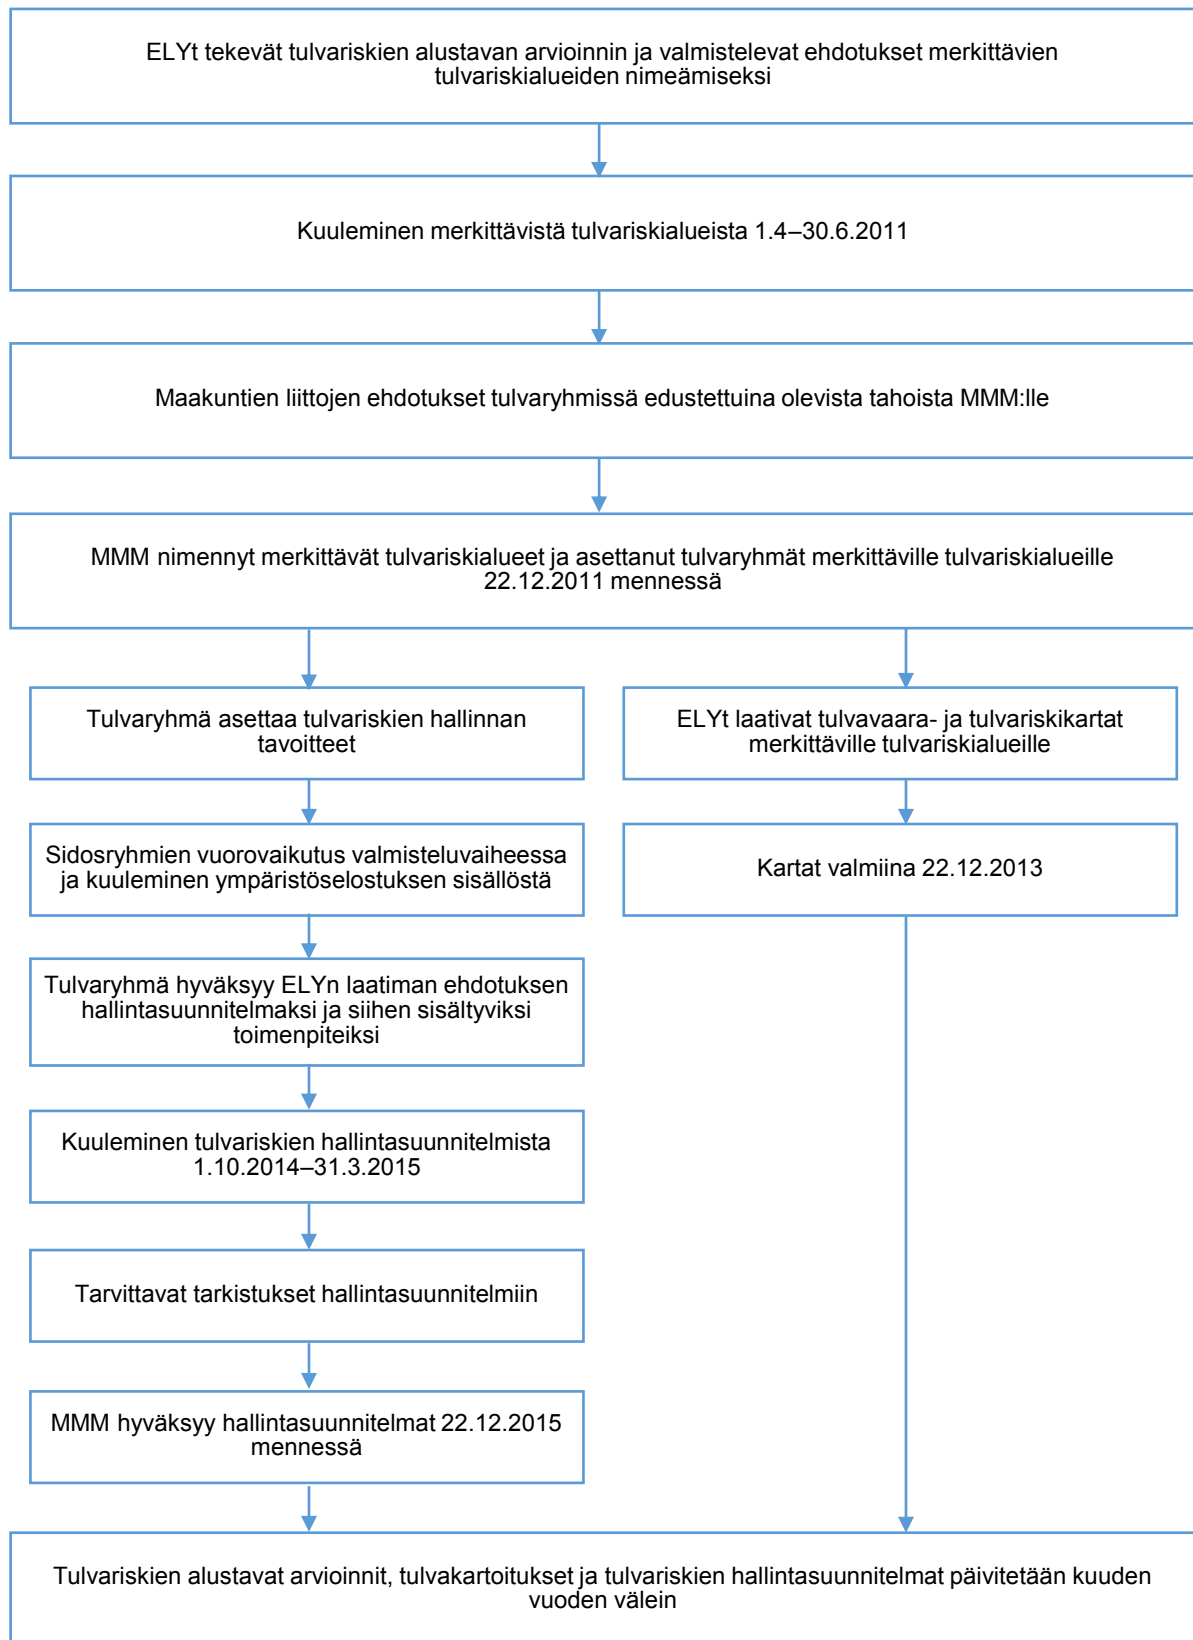 ELYt tekevät tulvariskien alustavan arvioinnin ja valmistelevat ehdotukset merkittävien
tulvariskialueiden nimeämiseksi
Kuuleminen merkittävistä tulvariskialueista 1.4–30.6.2011
Maakuntien liittojen ehdotukset tulvaryhmissä edustettuina olevista tahoista MMM:lle
MMM nimennyt merkittävät tulvariskialueet ja asettanut tulvaryhmät merkittäville tulvariskialueille
22.12.2011 mennessä
Tulvaryhmä asettaa tulvariskien hallinnan
tavoitteet
Sidosryhmien vuorovaikutus valmisteluvaiheessa
ja kuuleminen ympäristöselostuksen sisällöstä
Tulvaryhmä hyväksyy ELYn laatiman ehdotuksen
hallintasuunnitelmaksi ja siihen sisältyviksi
toimenpiteiksi
Kuuleminen tulvariskien hallintasuunnitelmista
1.10.2014–31.3.2015
Tarvittavat tarkistukset hallintasuunnitelmiin
MMM hyväksyy hallintasuunnitelmat 22.12.2015
mennessä
ELYt laativat tulvavaara- ja tulvariskikartat
merkittäville tulvariskialueille
Kartat valmiina 22.12.2013
Tulvariskien alustavat arvioinnit, tulvakartoitukset ja tulvariskien hallintasuunnitelmat päivitetään kuuden
vuoden välein